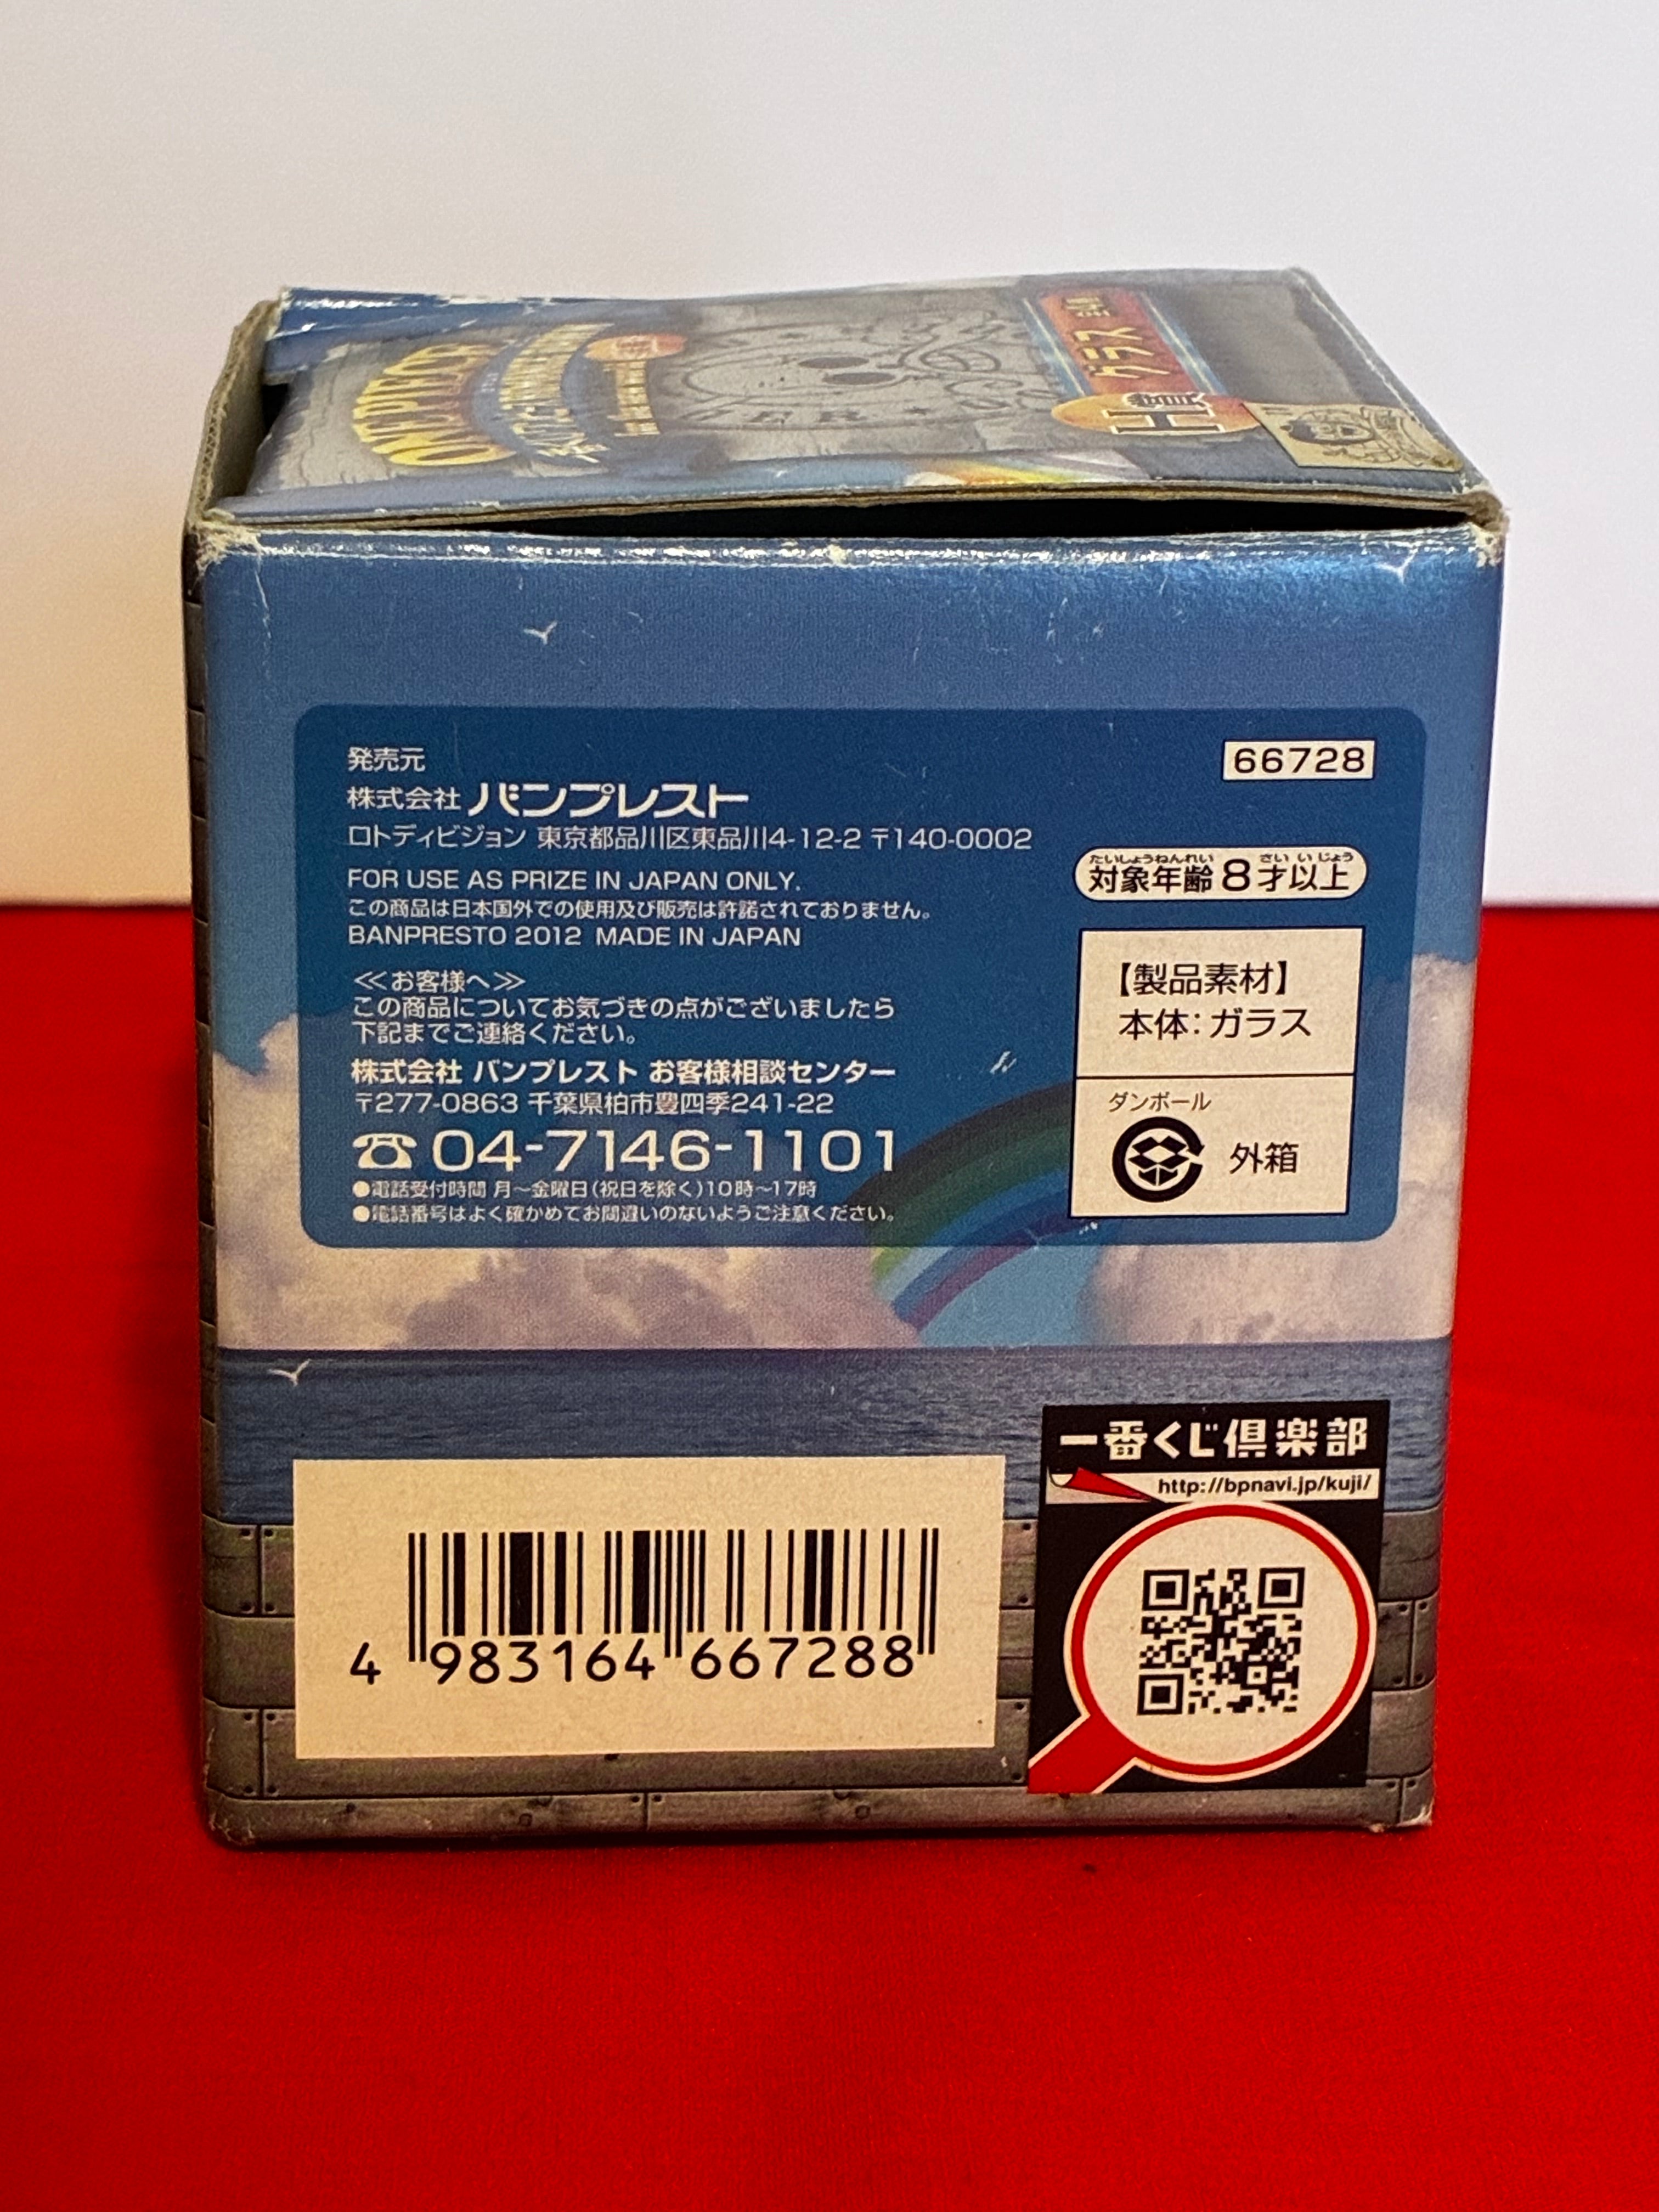 ONE PIECE
H賞
グラス
全8種
発売元
66728
株式会社 バンプレスト
ロトディビジョン 東京都品川区東品川4-12-2 〒140-0002
FOR USE AS PRIZE IN JAPAN ONLY.
この商品は日本国外での使用及び販売は許諾されておりません。
BANPRESTO 2012 MADE IN JAPAN
たいしょうねんれい さい いじょう
対象年齢8才以上
≪お客様へ≫
この商品についてお気づきの点がございましたら
下記までご連絡ください。
株式会社 バンプレスト お客様相談センター
〒277-0863 千葉県柏市豊四季241-22
☎04-7146-1101
●電話受付時間 月～金曜日(祝日を除く)10時～17時
●電話番号はよく確かめてお間違いのないようご注意ください。
【製品素材】
本体：ガラス
ダンボール
外箱
一番くじ倶楽部
http://bpnavi.jp/kuji/
4 983164 667288